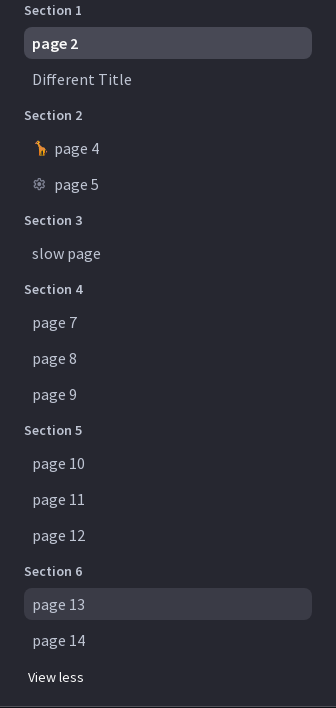 Section 1
page 2
Different Title
Section 2
page 4
page 5
Section 3
slow page
Section 4
page 7
page 8
page 9
Section 5
page 10
page 11
page 12
Section 6
page 13
page 14
View less